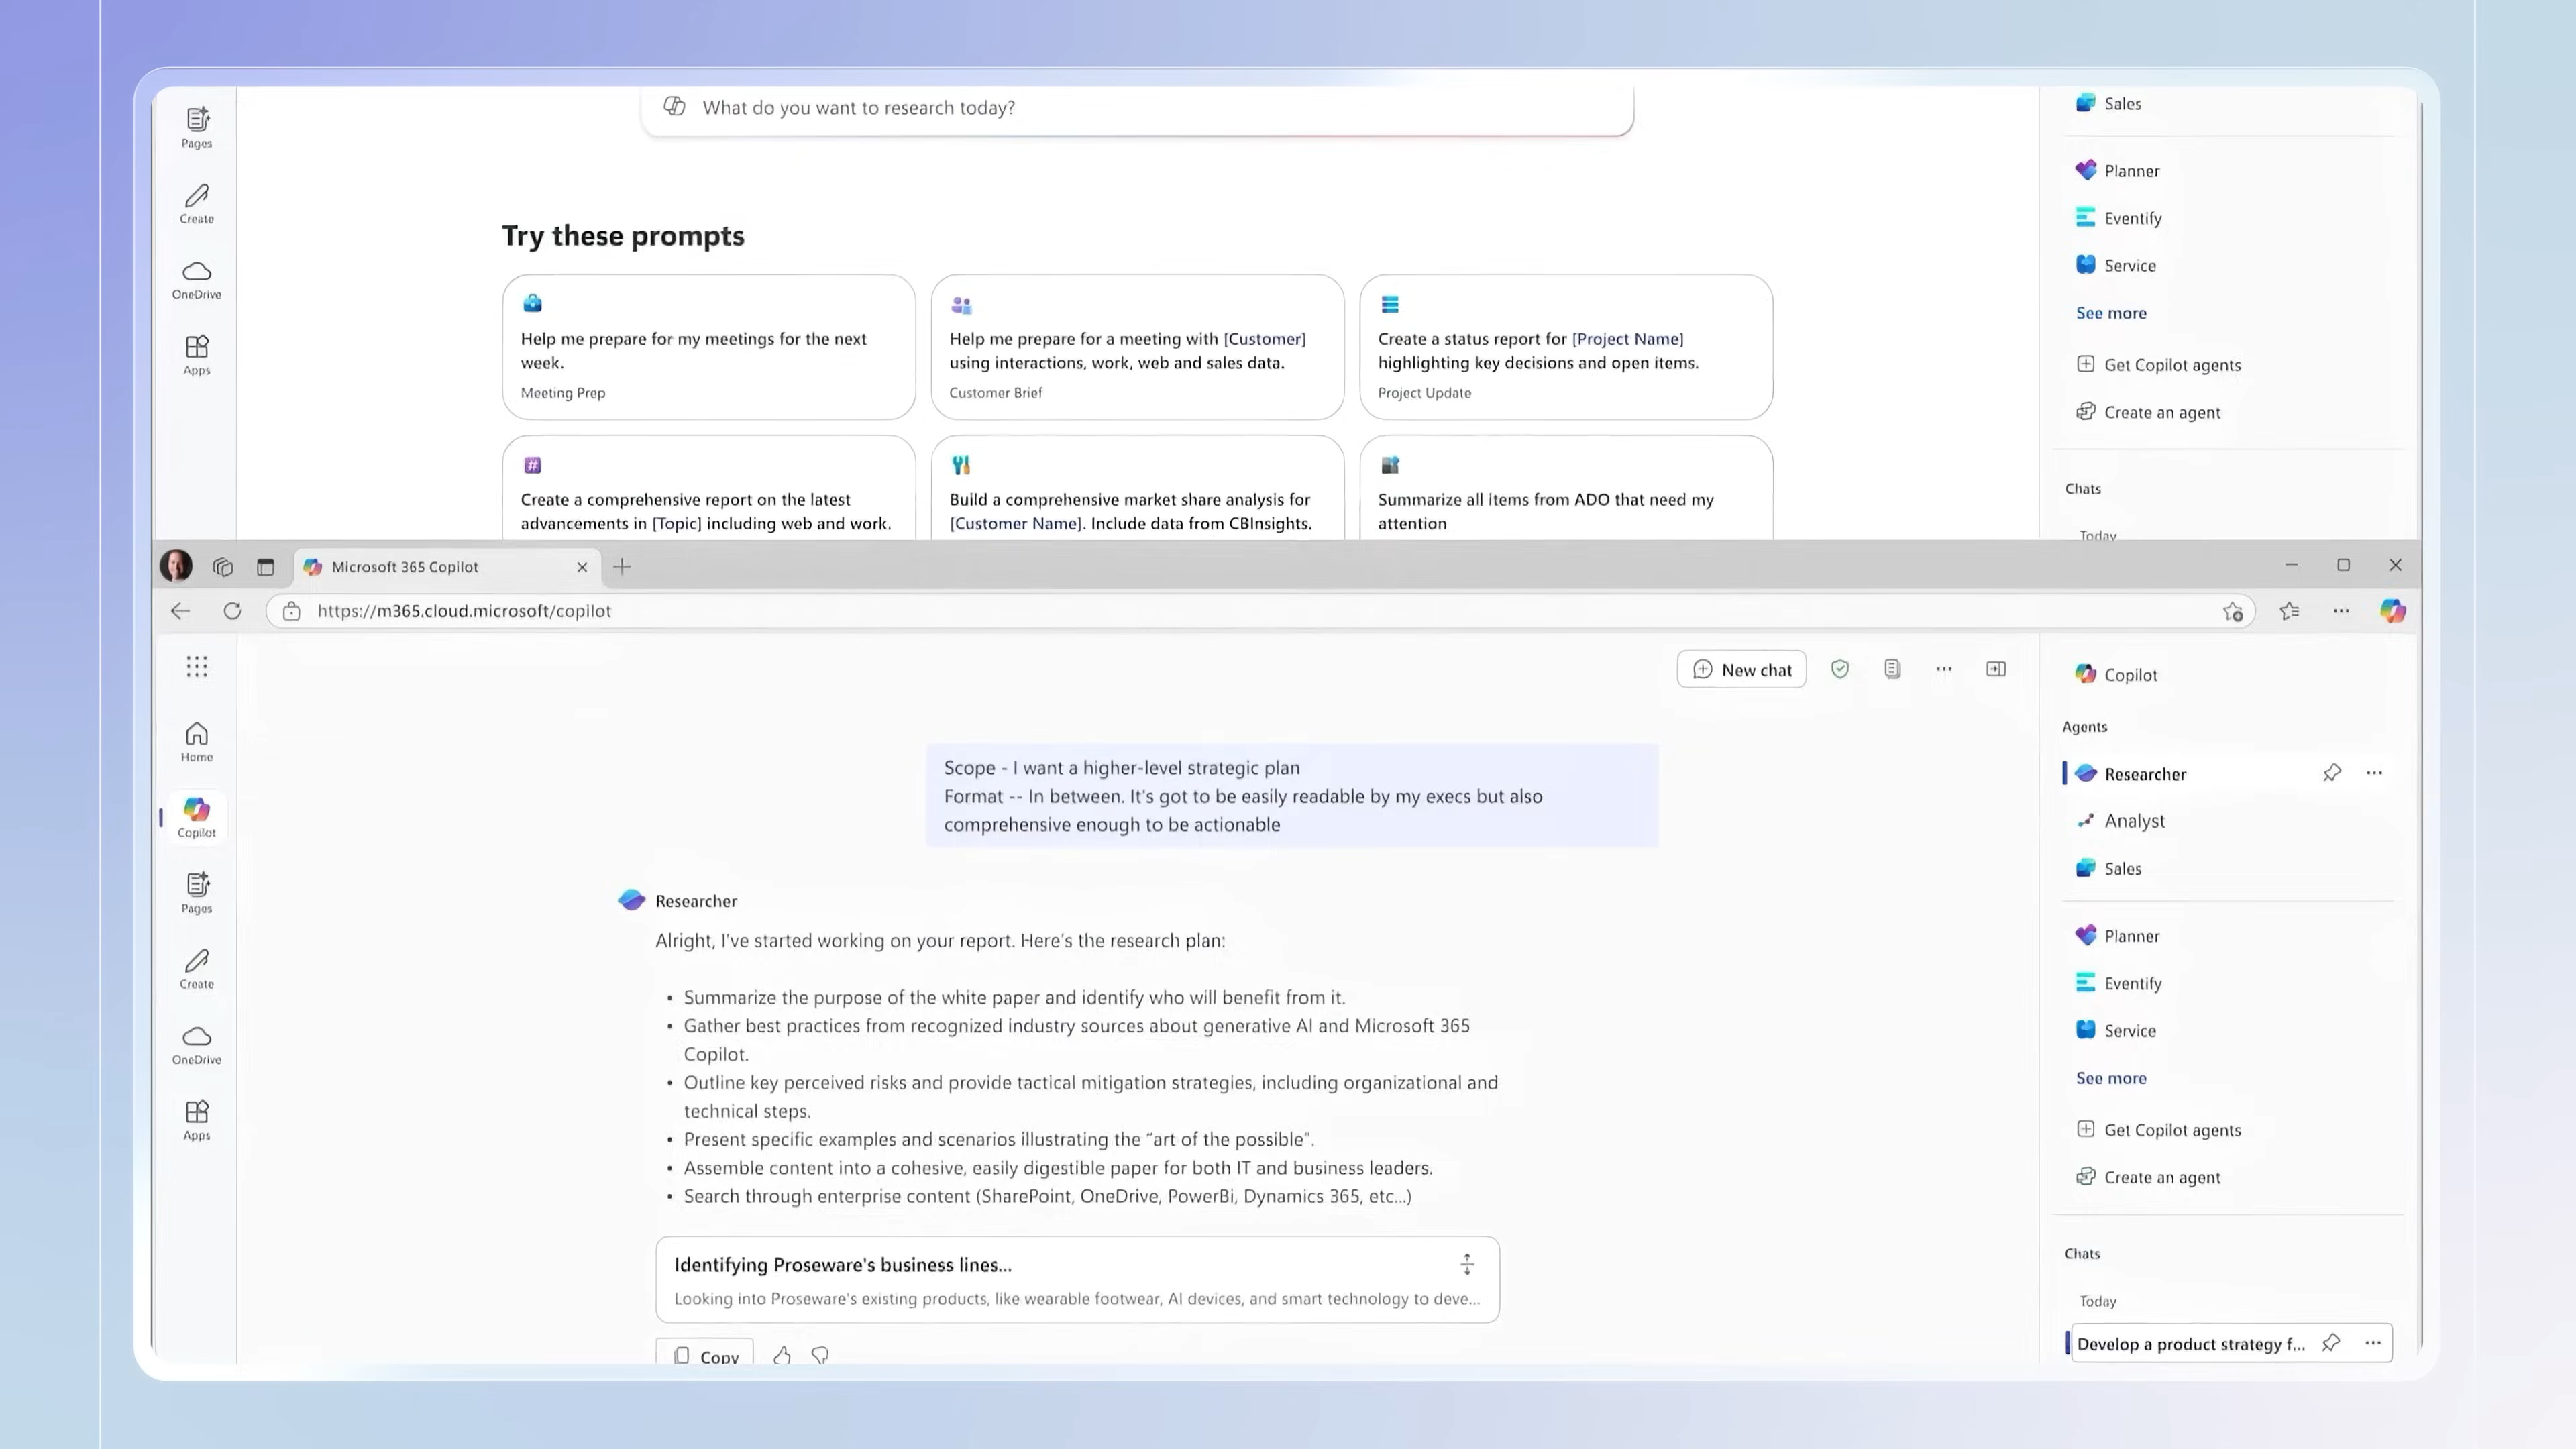 Pages
Create
OneDrive
Apps
What do you want to research today?
Try these prompts
Help me prepare for my meetings for the next
week.
Meeting Prep
Help me prepare for a meeting with [Customer]
using interactions, work, web and sales data.
Customer Brief
Create a status report for [Project Name]
highlighting key decisions and open items.
Project Update
Create a comprehensive report on the latest
advancements in [Topic] including web and work.
Build a comprehensive market share analysis for
[Customer Name]. Include data from CBInsights.
Summarize all items from ADO that need my
attention
Sales
Planner
Eventify
Service
See more
Get Copilot agents
Create an agent
Chats
Today
Microsoft 365 Copilot
https://m365.cloud.microsoft/copilot
Home
Copilot
Pages
Create
OneDrive
Apps
New chat
Scope - I want a higher-level strategic plan
Format -- In between. It's got to be easily readable by my execs but also
comprehensive enough to be actionable
Researcher
Alright, I've started working on your report. Here's the research plan:
• Summarize the purpose of the white paper and identify who will benefit from it.
• Gather best practices from recognized industry sources about generative AI and Microsoft 365
Copilot.
• Outline key perceived risks and provide tactical mitigation strategies, including organizational and
technical steps.
• Present specific examples and scenarios illustrating the “art of the possible”.
• Assemble content into a cohesive, easily digestible paper for both IT and business leaders.
• Search through enterprise content (SharePoint, OneDrive, PowerBi, Dynamics 365, etc...)
Identifying Proseware's business lines...
Looking into Proseware's existing products, like wearable footwear, AI devices, and smart technology to deve...
Copy
Copilot
Agents
Researcher
Analyst
Sales
Planner
Eventify
Service
See more
Get Copilot agents
Create an agent
Chats
Today
Develop a product strategy f...